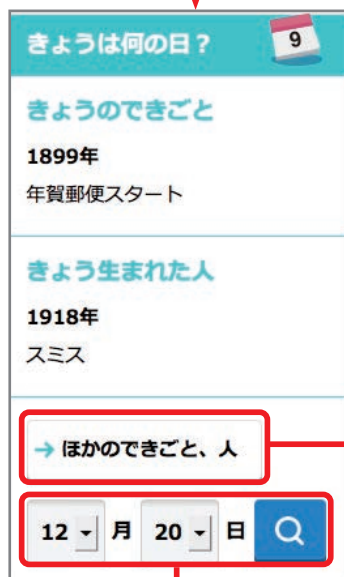 きょうは何の日？
9
きょうのできごと
1899年
年賀郵便スタート
きょう生まれた人
1918年
スミス
→ ほかのできごと、人
12 月 20 日